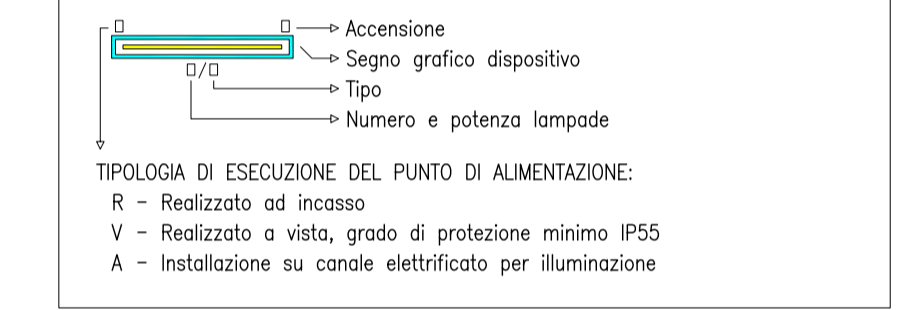 Accensione
Segno grafico dispositivo
□/□
Tipo
Numero e potenza lampade
TIPOLOGIA DI ESECUZIONE DEL PUNTO DI ALIMENTAZIONE:
R - Realizzato ad incasso
V - Realizzato a vista, grado di protezione minimo IP55
A - Installazione su canale elettrificato per illuminazione